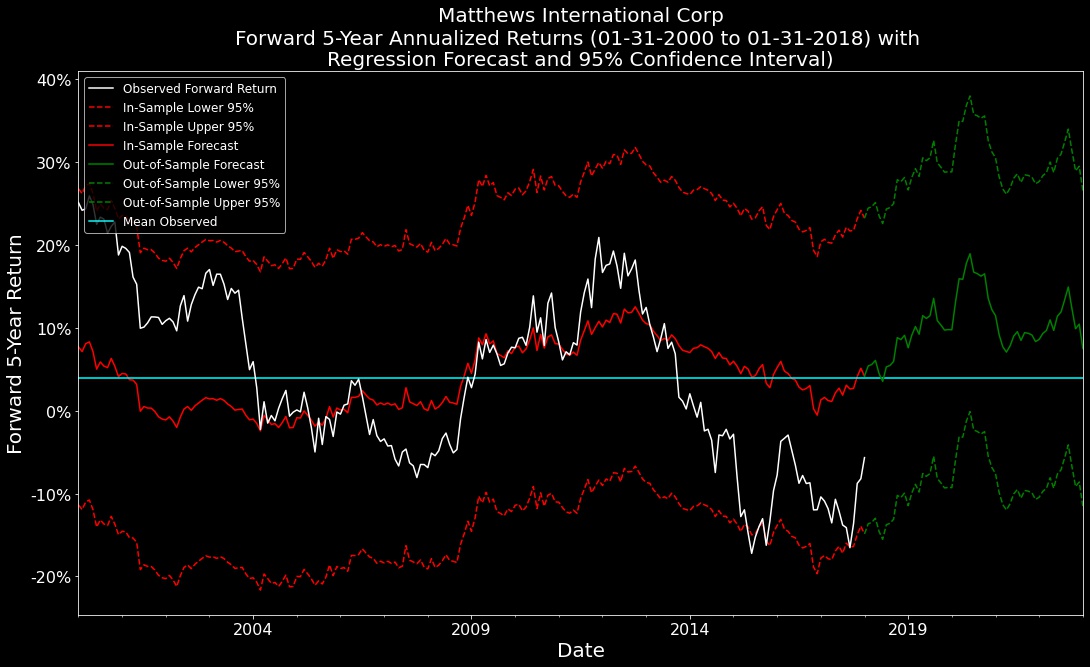 Matthews International Corp
Forward 5-Year Annualized Returns (01-31-2000 to 01-31-2018) with
Regression Forecast and 95% Confidence Interval)
Forward 5-Year Return
40%
30%
20%
10%
0%
-10%
-20%
Observed Forward Return
In-Sample Lower 95%
In-Sample Upper 95%
In-Sample Forecast
Out-of-Sample Forecast
Out-of-Sample Lower 95%
Out-of-Sample Upper 95%
Mean Observed
2004
2009
2014
2019
Date